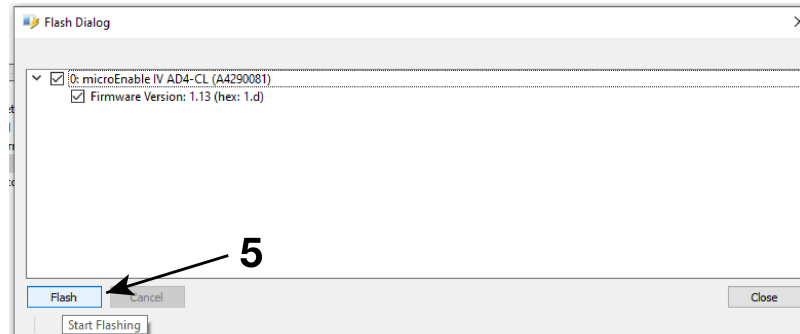 Flash Dialog
0: microEnable IV AD4-CL (A4290081)
Firmware Version: 1.13 (hex: 1.d)
5
Flash
Cancel
Close
Start Flashing